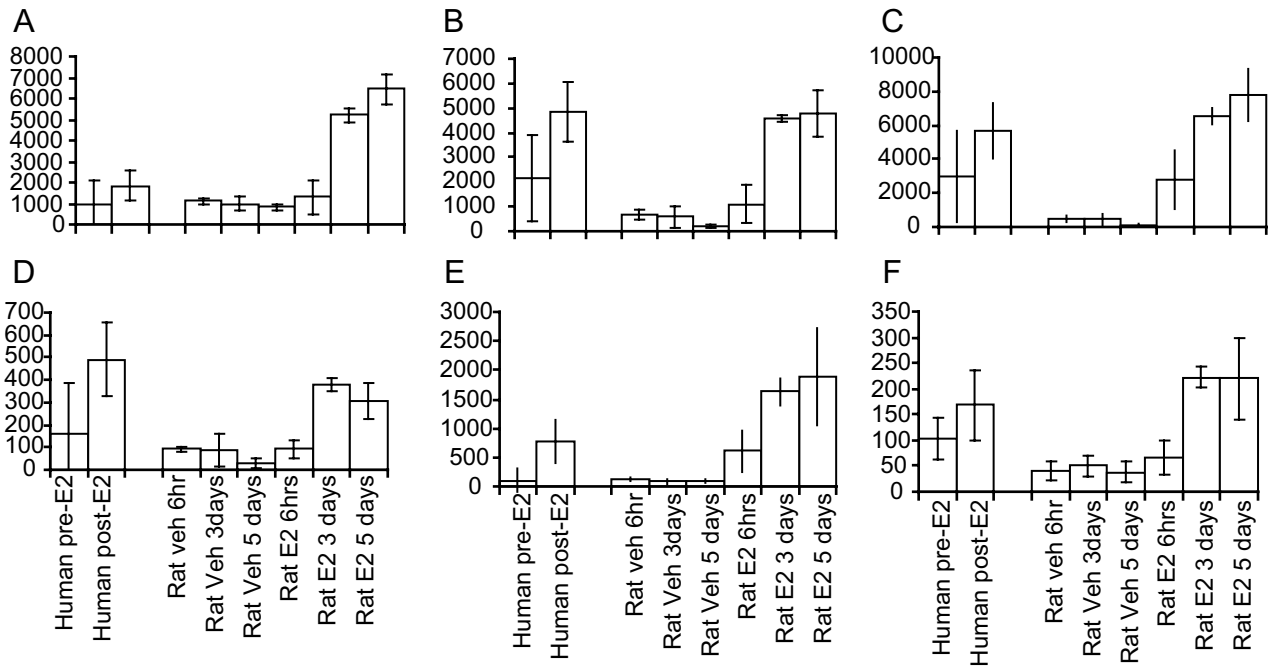 A
8000
7000
6000
5000
4000
3000
2000
1000
0
B
7000
6000
5000
4000
3000
2000
1000
0
C
10000
8000
6000
4000
2000
0
D
700
600
500
400
300
200
100
0
Human pre-E2
Human post-E2
Rat veh 6hr
Rat Veh 3days
Rat Veh 5 days
Rat E2 6hrs
Rat E2 3 days
Rat E2 5 days
E
3000
2500
2000
1500
1000
500
0
Human pre-E2
Human post-E2
Rat veh 6hr
Rat Veh 3days
Rat Veh 5 days
Rat E2 6hrs
Rat E2 3 days
Rat E2 5 days
F
350
300
250
200
150
100
50
0
Human pre-E2
Human post-E2
Rat veh 6hr
Rat Veh 3days
Rat Veh 5 days
Rat E2 6hrs
Rat E2 3 days
Rat E2 5 days